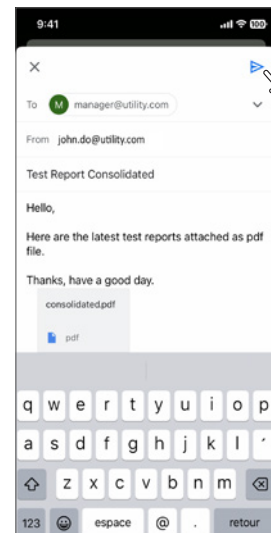 9:41
100
To M manager@utility.com
From john.do@utility.com
Test Report Consolidated
Hello,
Here are the latest test reports attached as pdf
file.
Thanks, have a good day.
consolidated.pdf
pdf
q w e r t y u i o p
a s d f g h j k l ´
z x c v b n m
123 espace @ . retour